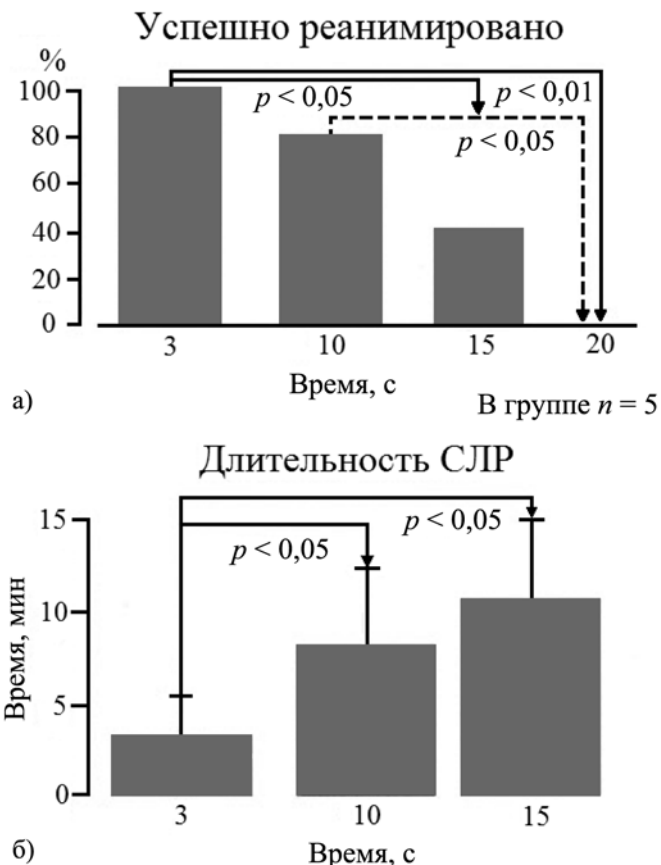 Успешно реанимировано
%
100
80
60
40
20
0
p < 0,05
p < 0,01
p < 0,05
3 10 15 20
Время, с
а)
В группе n = 5
Длительность СЛР
Время, мин
15
10
5
0
p < 0,05
p < 0,05
3 10 15
Время, с
б)